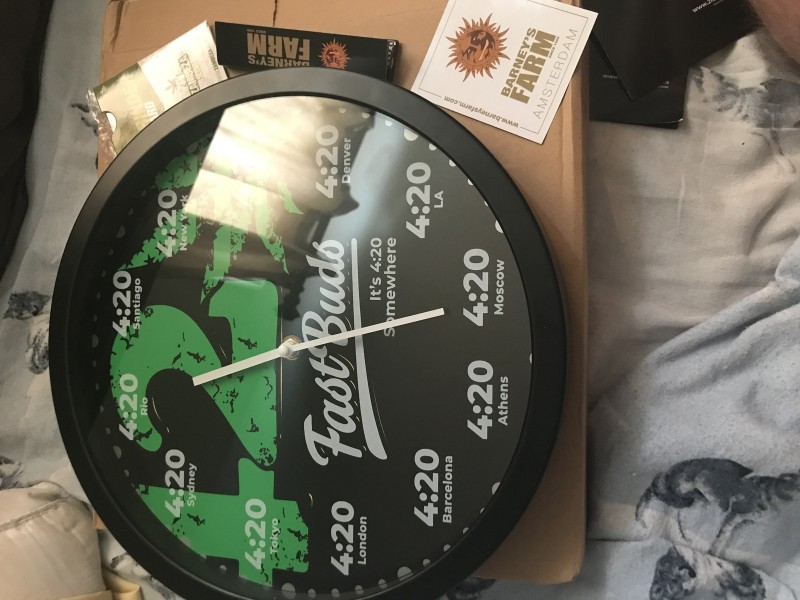 4:20
Rio
4:20
Santiago
4:20
Sydney
4:20
New York
4:20
Tokyo
42
4:20
Denver
4:20
London
Fast Buds
It's 4:20
Somewhere
4:20
LA
4:20
Barcelona
4:20
Athens
4:20
Moscow
BARNEY'S
FARM
BARNEY'S
FARM
AMSTERDAM
www.barneysfarm.com